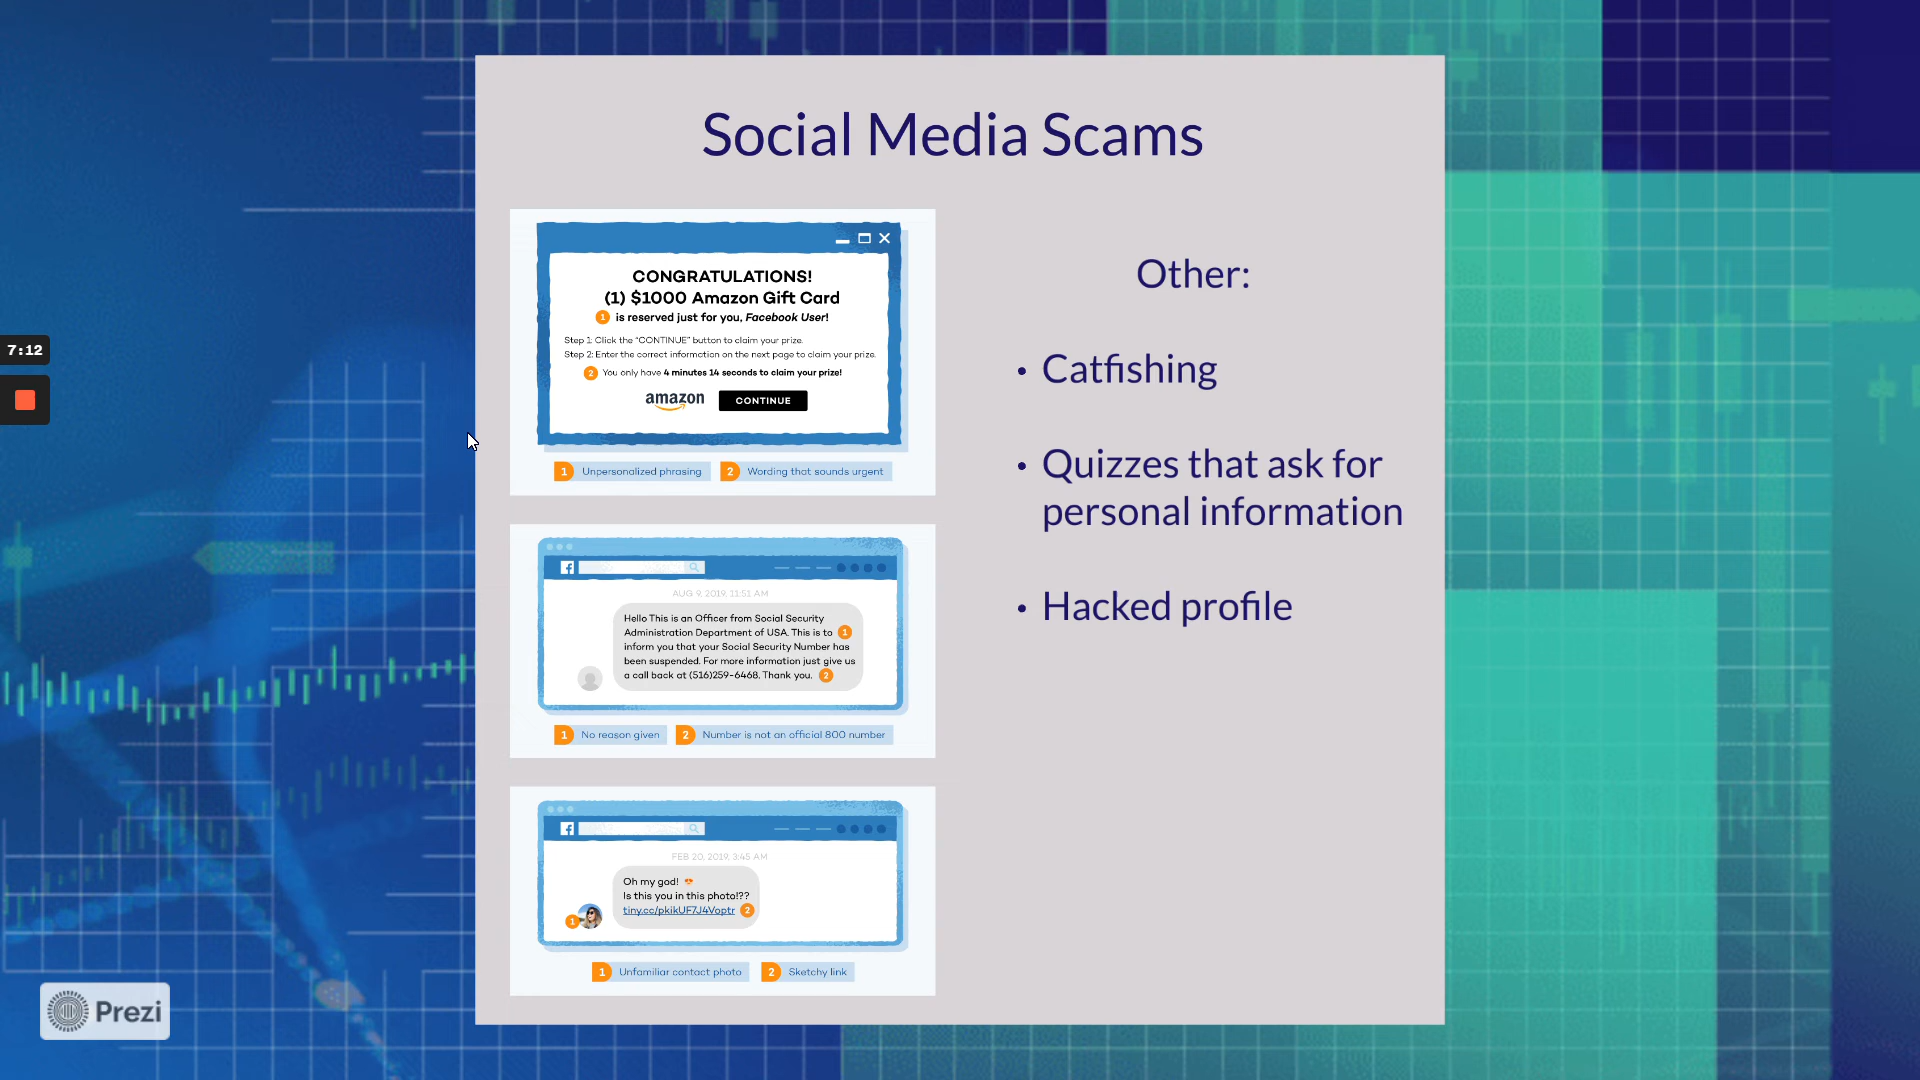 Social Media Scams
CONGRATULATIONS!
(1) $1000 Amazon Gift Card
1 is reserved just for you, Facebook User!
Step 1: Click the "CONTINUE" button to claim your prize.
Step 2: Enter the correct information on the next page to claim your prize.
2 You only have 4 minutes 14 seconds to claim your prize!
amazon CONTINUE
1 Unpersonalized phrasing 2 Wording that sounds urgent
AUG 9, 2019, 11:51 AM
Hello This is an Officer from Social Security
Administration Department of USA. This is to 1
inform you that your Social Security Number has
been suspended. For more information just give us
a call back at (516)259-6468. Thank you. 2
1 No reason given 2 Number is not an official 800 number
FEB 20, 2019, 3:45 AM
Oh my god!
Is this you in this photo!??
tiny.cc/pkikUF7J4Voptr 2
1
1 Unfamiliar contact photo 2 Sketchy link
Other:
• Catfishing
• Quizzes that ask for
personal information
• Hacked profile
7:12
Prezi